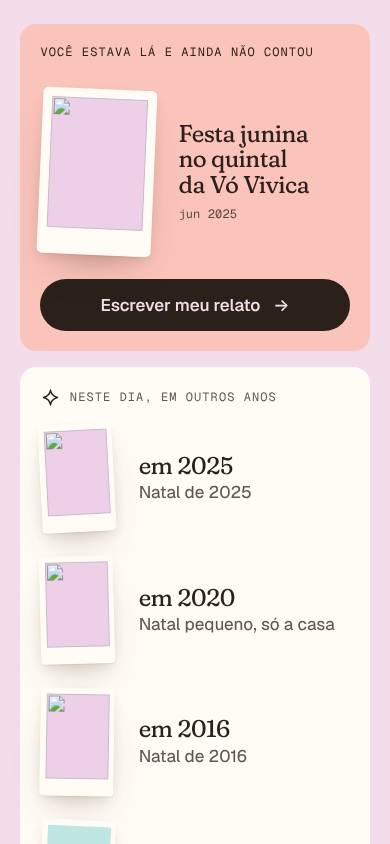 VOCÊ ESTAVA LÁ E AINDA NÃO CONTOU
Festa junina
no quintal
da Vó Vivica
jun 2025
Escrever meu relato →
NESTE DIA, EM OUTROS ANOS
em 2025
Natal de 2025
em 2020
Natal pequeno, só a casa
em 2016
Natal de 2016